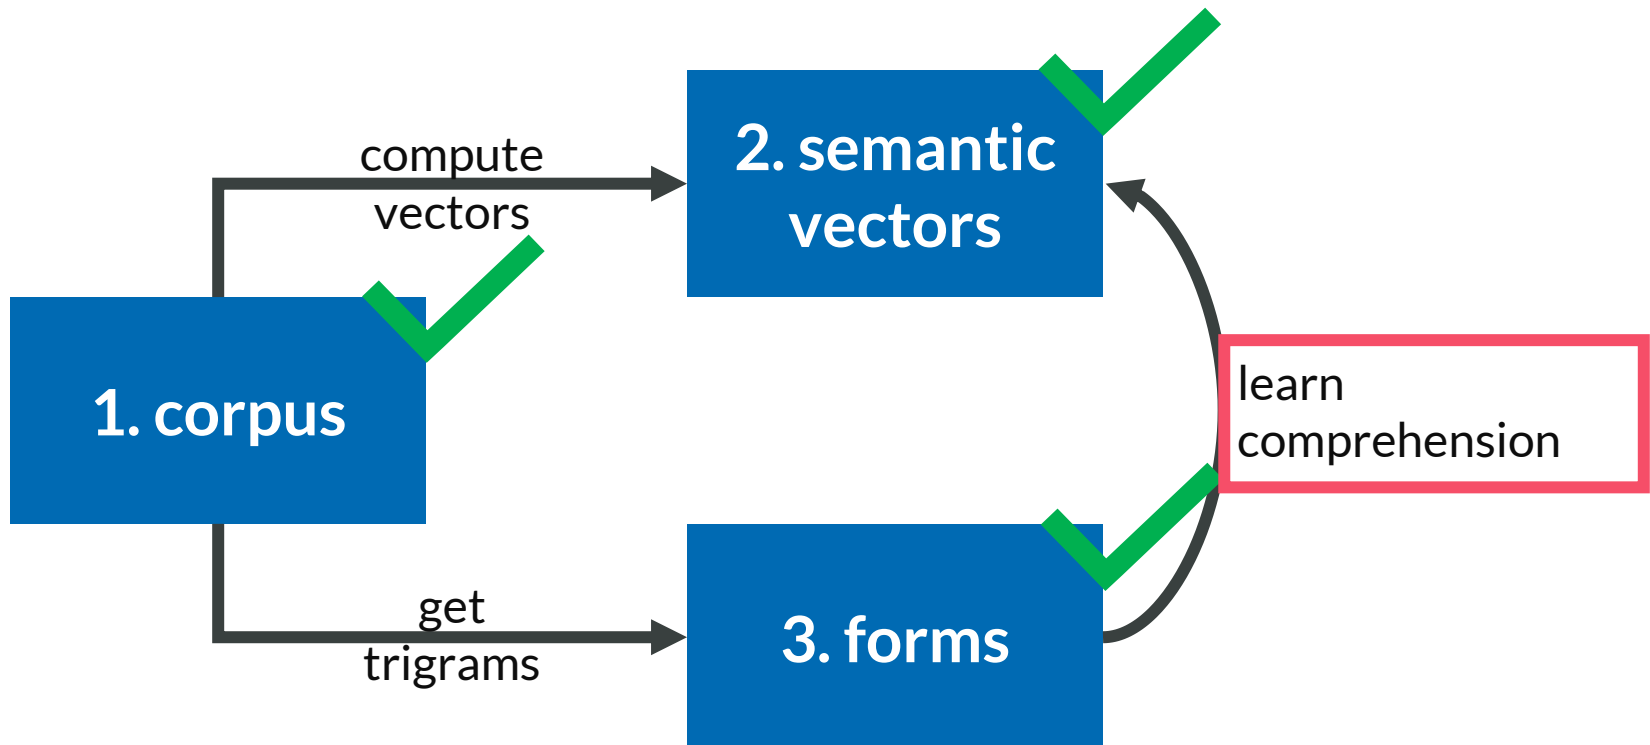 compute
vectors
2. semantic
vectors
1. corpus
learn
comprehension
get
trigrams
3. forms